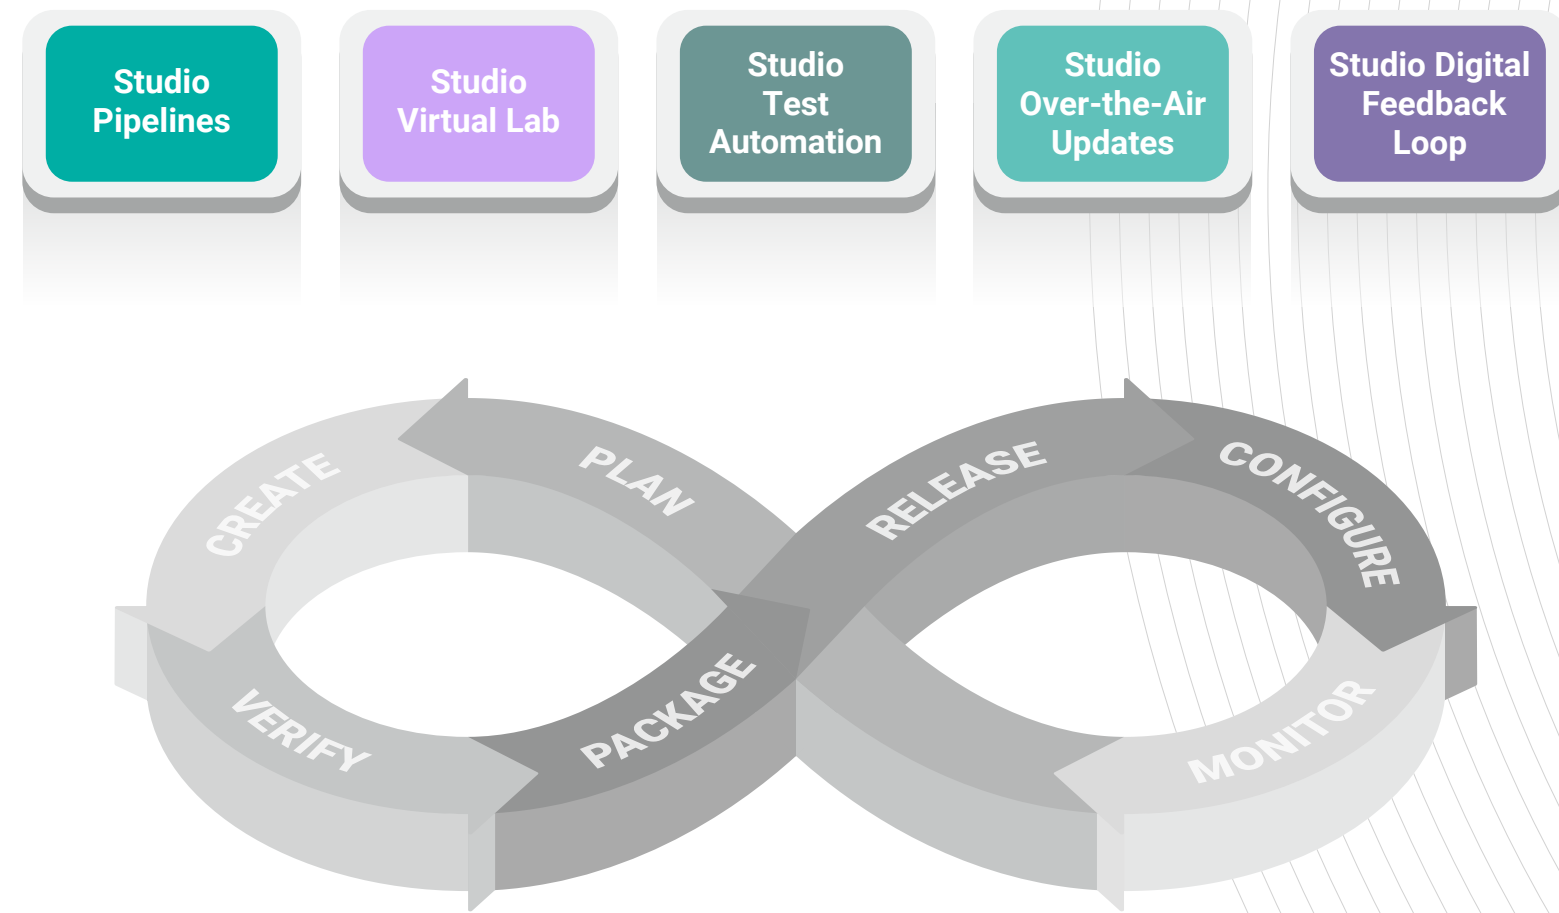 Studio
Pipelines
Studio
Virtual Lab
Studio
Test
Automation
Studio
Over-the-Air
Updates
Studio Digital
Feedback
Loop
CREATE
PLAN
RELEASE
CONFIGURE
VERIFY
PACKAGE
MONITOR